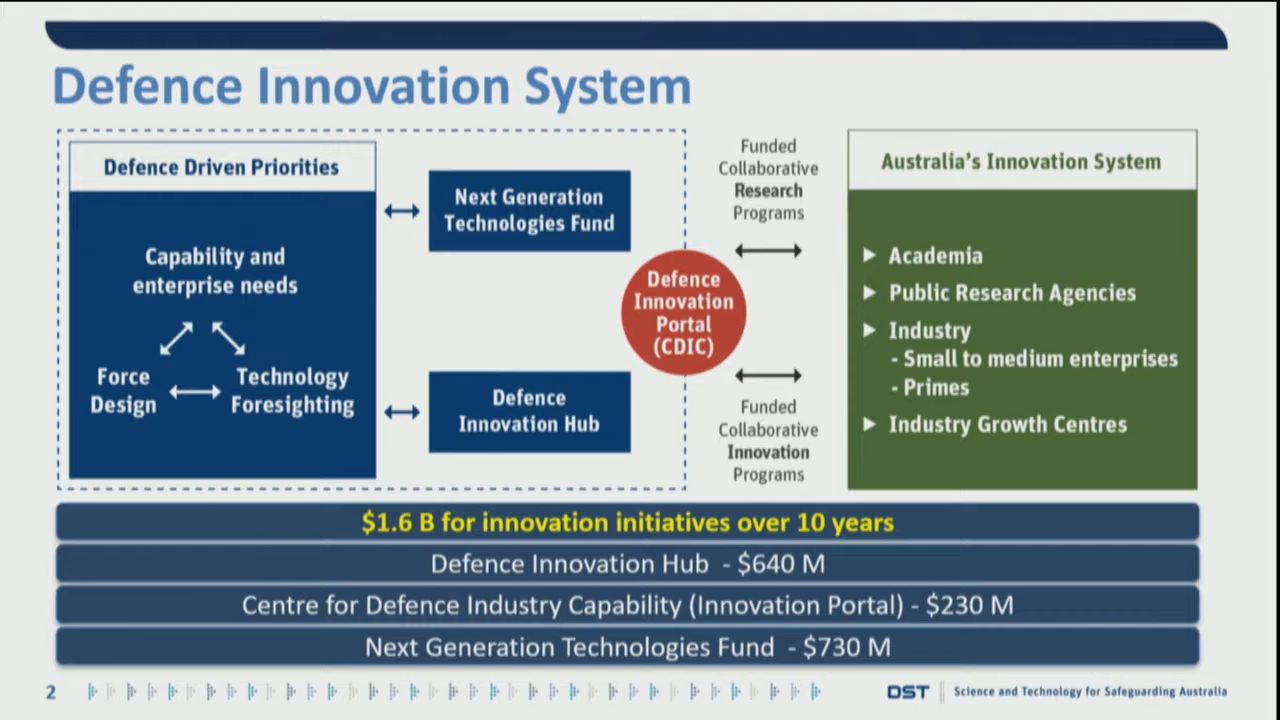 Defence Innovation System
Defence Driven Priorities
Capability and
enterprise needs
Force
Design
Technology
Foresighting
Next Generation
Technologies Fund
Defence
Innovation Hub
Defence
Innovation
Portal
(CDIC)
Funded
Collaborative
Research
Programs
Funded
Collaborative
Innovation
Programs
Australia's Innovation System
Academia
Public Research Agencies
Industry
- Small to medium enterprises
- Primes
Industry Growth Centres
$1.6 B for innovation initiatives over 10 years
Defence Innovation Hub - $640 M
Centre for Defence Industry Capability (Innovation Portal) - $230 M
Next Generation Technologies Fund - $730 M
2
DST
Science and Technology for Safeguarding Australia